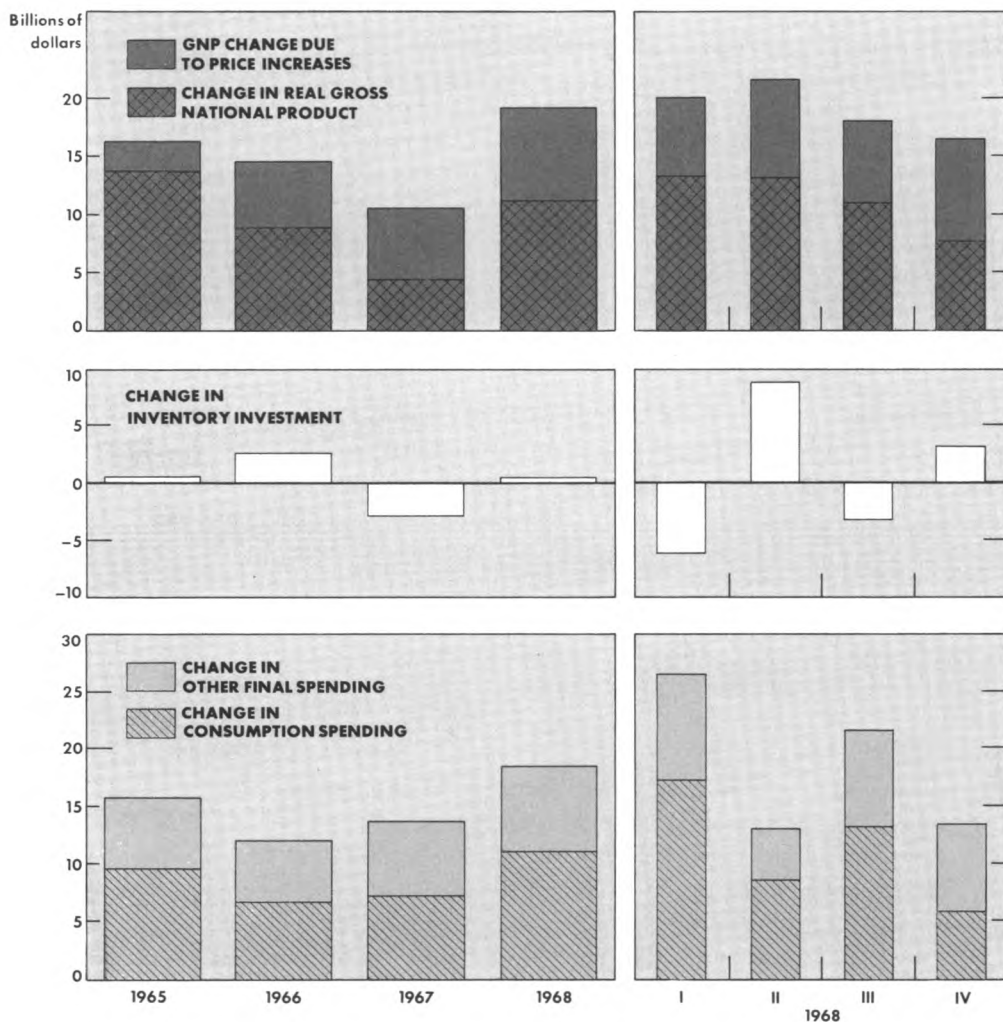 Billions of
dollars
GNP CHANGE DUE
TO PRICE INCREASES
CHANGE IN REAL GROSS
NATIONAL PRODUCT
20
15
10
5
0
10
CHANGE IN
INVENTORY INVESTMENT
5
0
-5
-10
30
CHANGE IN
OTHER FINAL SPENDING
25
CHANGE IN
CONSUMPTION SPENDING
20
15
10
5
0
1965 1966 1967 1968 I II III IV
1968